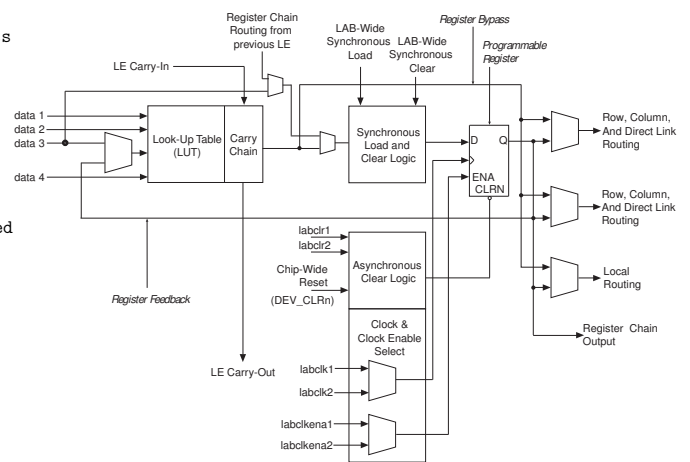 s
ed
Register Chain
Routing from
previous LE
LAB-Wide
Synchronous
Load
LAB-Wide
Synchronous
Clear
Register Bypass
Programmable
Register
LE Carry-In
data 1
data 2
data 3
data 4
Look-Up Table
(LUT)
Carry
Chain
Synchronous
Load and
Clear Logic
D
Q
ENA
CLRN
Row, Column,
And Direct Link
Routing
Row, Column,
And Direct Link
Routing
Local
Routing
Register Chain
Output
labclr1
labclr2
Chip-Wide
Reset
(DEV_CLRn)
Asynchronous
Clear Logic
Register Feedback
Clock &
Clock Enable
Select
LE Carry-Out
labclk1
labclk2
labclkena1
labclkena2